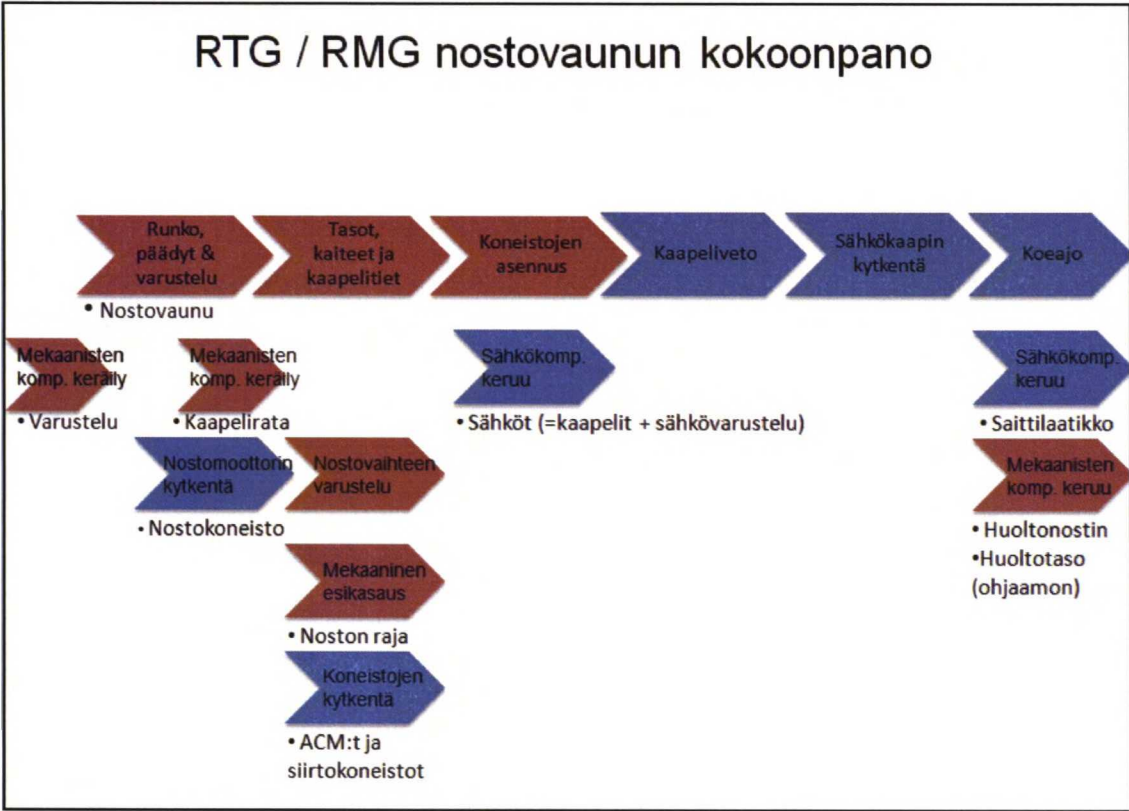 RTG / RMG nostovaunun kokoonpano
Runko,
päädyt &
varustelu
Tasot,
kaiteet ja
kaapelitiet
Koneistojen
asennus
Kaapeliveto
Sähkökaapin
kytkentä
Koeajo
• Nostovaunu
Mekaanisten
komp. keräily
• Varustelu
Mekaanisten
komp. keräily
• Kaapelirata
Sähkökomp.
keruu
• Sähköt (=kaapelit + sähkövarustelu)
Sähkökomp.
keruu
• Saittilaatikko
Nostomoottorin
kytkentä
• Nostokoneisto
Nostovaihteen
varustelu
Mekaanisten
komp. keruu
• Huoltonostin
•Huoltotaso
(ohjaamon)
Mekaaninen
esikasaus
• Noston raja
Koneistojen
kytkentä
• ACM:t ja
siirtokoneistot